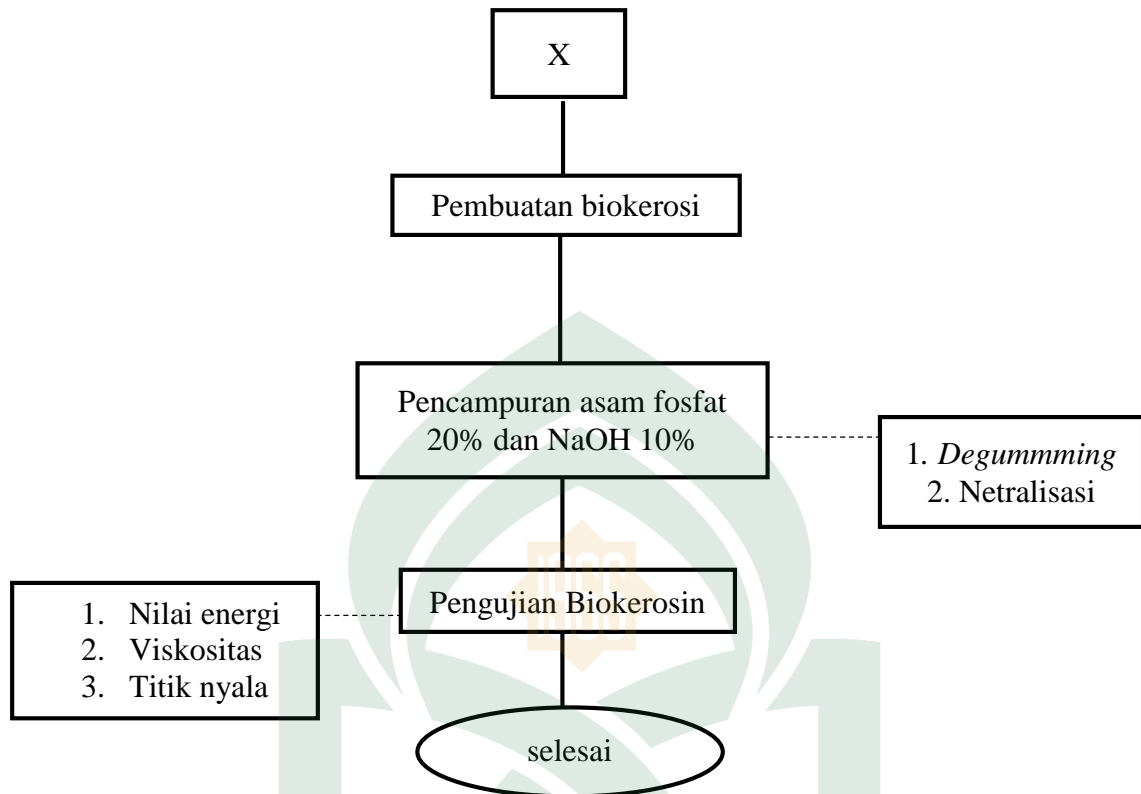 X
Pembuatan biokerosi
Pencampuran asam fosfat
20% dan NaOH 10%
1. Degummming
2. Netralisasi
Pengujian Biokerosin
1. Nilai energi
2. Viskositas
3. Titik nyala
selesai